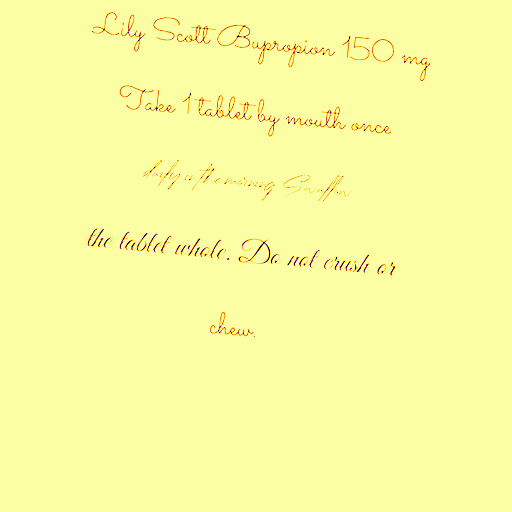 Lily Scott Bupropion 150 mg
Take 1 tablet by mouth once
daily in the morning Swallow
the tablet whole. Do not crush or
chew.